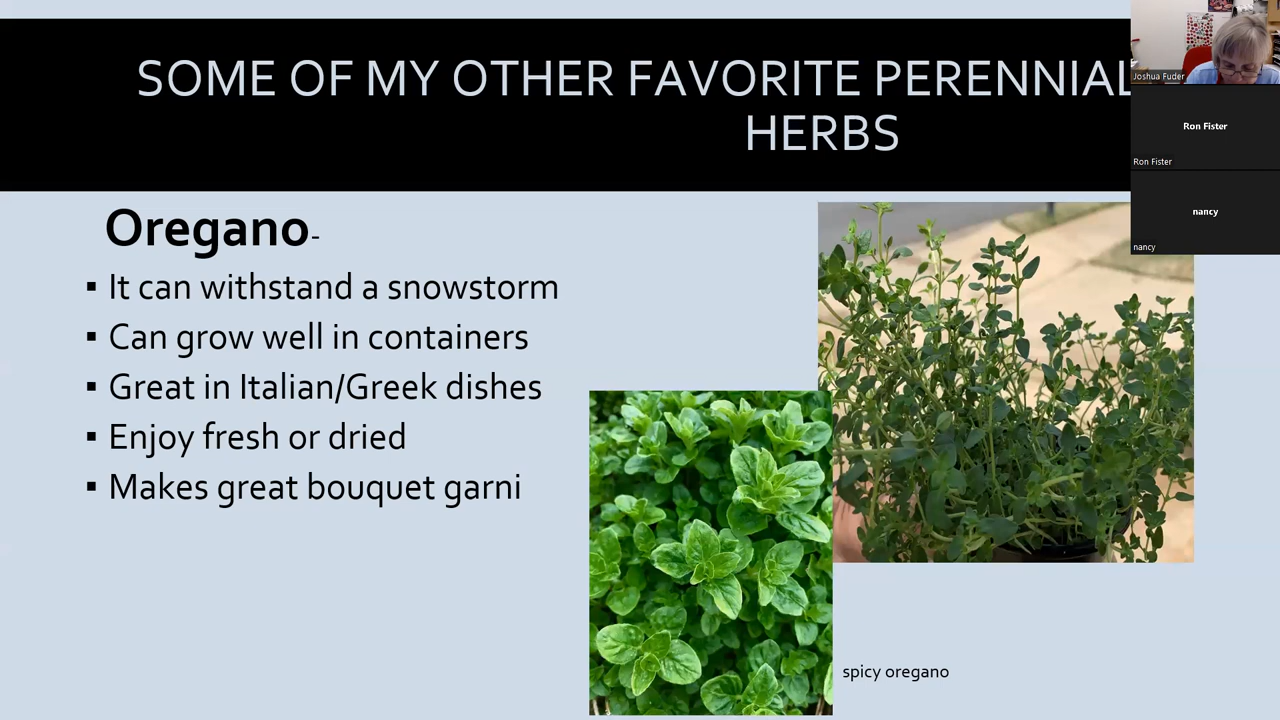 SOME OF MY OTHER FAVORITE PERENNIAL
HERBS
Oregano-
▪ It can withstand a snowstorm
▪ Can grow well in containers
▪ Great in Italian/Greek dishes
▪ Enjoy fresh or dried
▪ Makes great bouquet garni
spicy oregano
Joshua Fuder
Ron Fister
Ron Fister
nancy
nancy